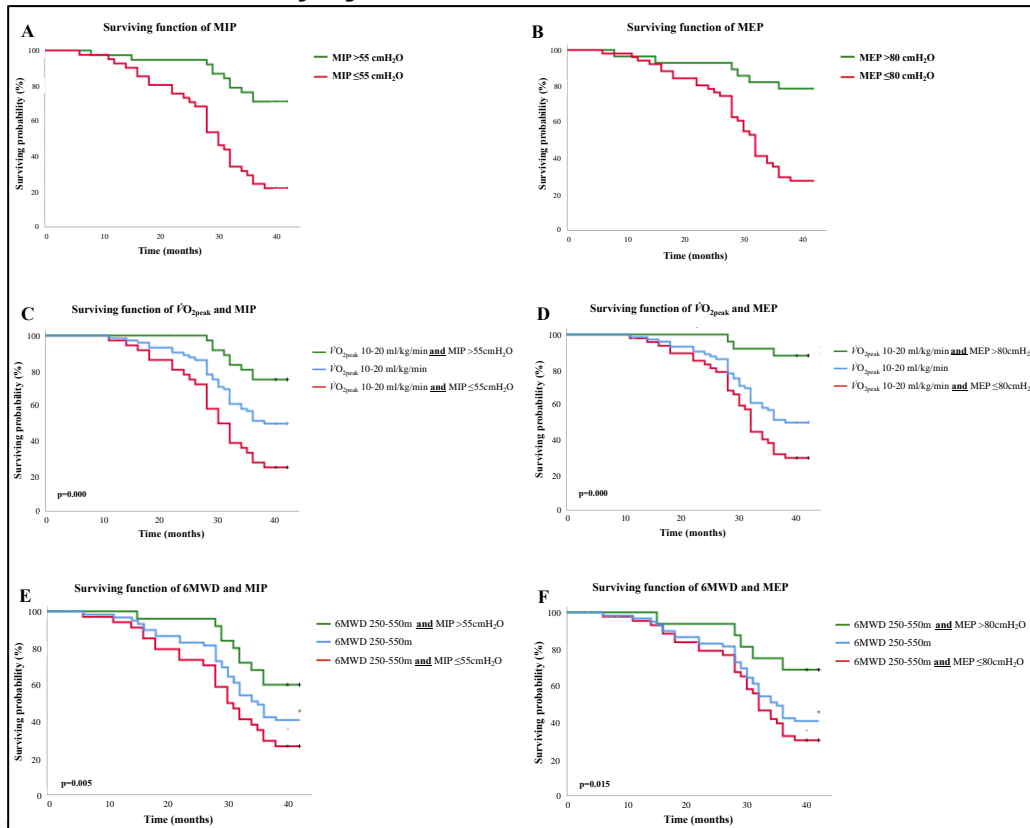 A
Surviving function of MIP
MIP >55 cmH₂O
MIP ≤55 cmH₂O
Surviving probability (%)
100
80
60
40
20
0
0 10 20 30 40
Time (months)
B
Surviving function of MEP
MEP >80 cmH₂O
MEP ≤80 cmH₂O
Surviving probability (%)
100
80
60
40
20
0
0 10 20 30 40
Time (months)
C
Surviving function of V̇O₂peak and MIP
V̇O₂peak 10-20 ml/kg/min and MIP >55cmH₂O
V̇O₂peak 10-20 ml/kg/min
V̇O₂peak 10-20 ml/kg/min and MIP ≤55cmH₂O
Surviving probability (%)
100
80
60
40
20
0
p=0.000
0 10 20 30 40
Time (months)
D
Surviving function of V̇O₂peak and MEP
V̇O₂peak 10-20 ml/kg/min and MEP >80cmH₂O
V̇O₂peak 10-20 ml/kg/min
V̇O₂peak 10-20 ml/kg/min and MEP ≤80cmH₂
Surviving probability (%)
100
80
60
40
20
0
p=0.000
0 10 20 30 40
Time (months)
E
Surviving function of 6MWD and MIP
6MWD 250-550m and MIP >55cmH₂O
6MWD 250-550m
6MWD 250-550m and MIP ≤55cmH₂O
Surviving probability (%)
100
80
60
40
20
0
p=0.005
0 10 20 30 40
Time (months)
F
Surviving function of 6MWD and MEP
6MWD 250-550m and MEP >80cmH₂O
6MWD 250-550m
6MWD 250-550m and MEP ≤80cmH₂O
Surviving probability (%)
100
80
60
40
20
0
p=0.015
0 10 20 30 40
Time (months)